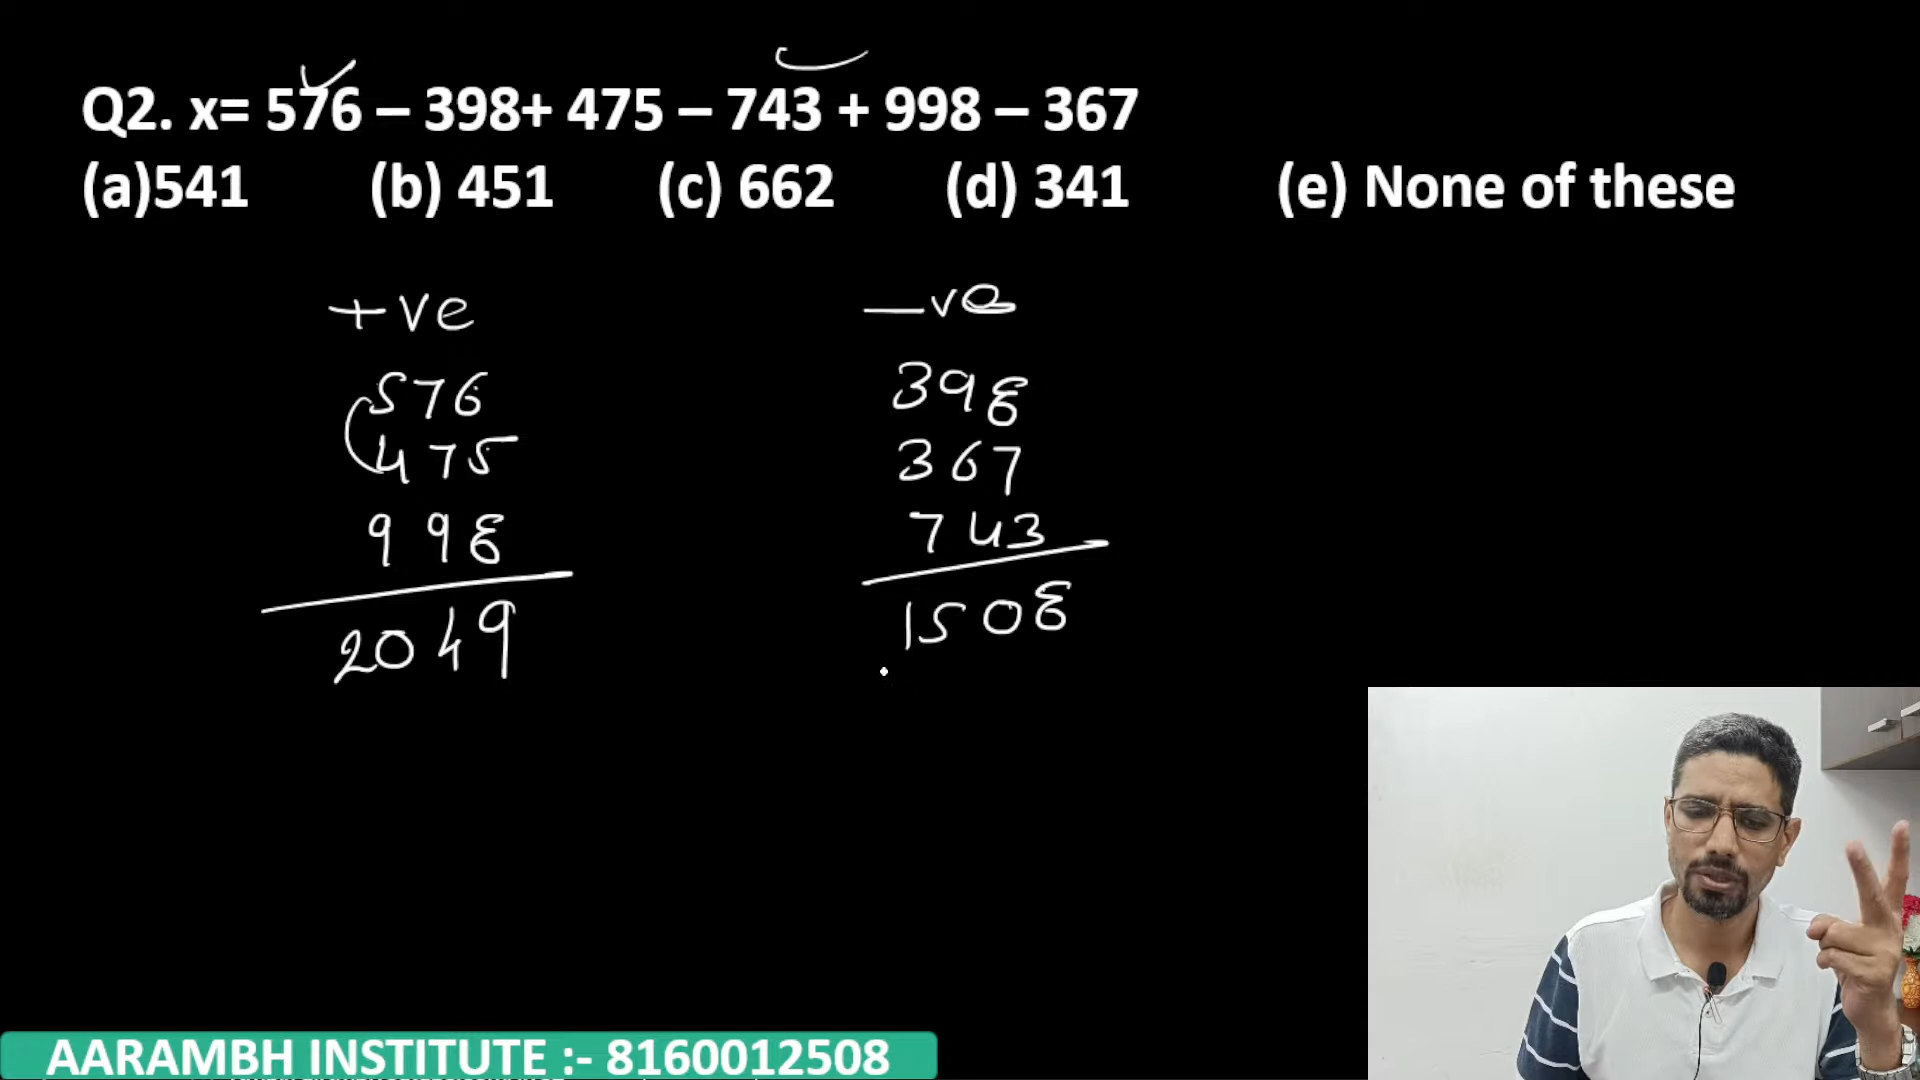 Q2. x= 576 – 398+ 475 – 743 + 998 – 367
(a)541 (b) 451 (c) 662 (d) 341 (e) None of these
+ve
576
475
998
2049
–ve
398
367
743
1508
AARAMBH INSTITUTE :- 8160012508